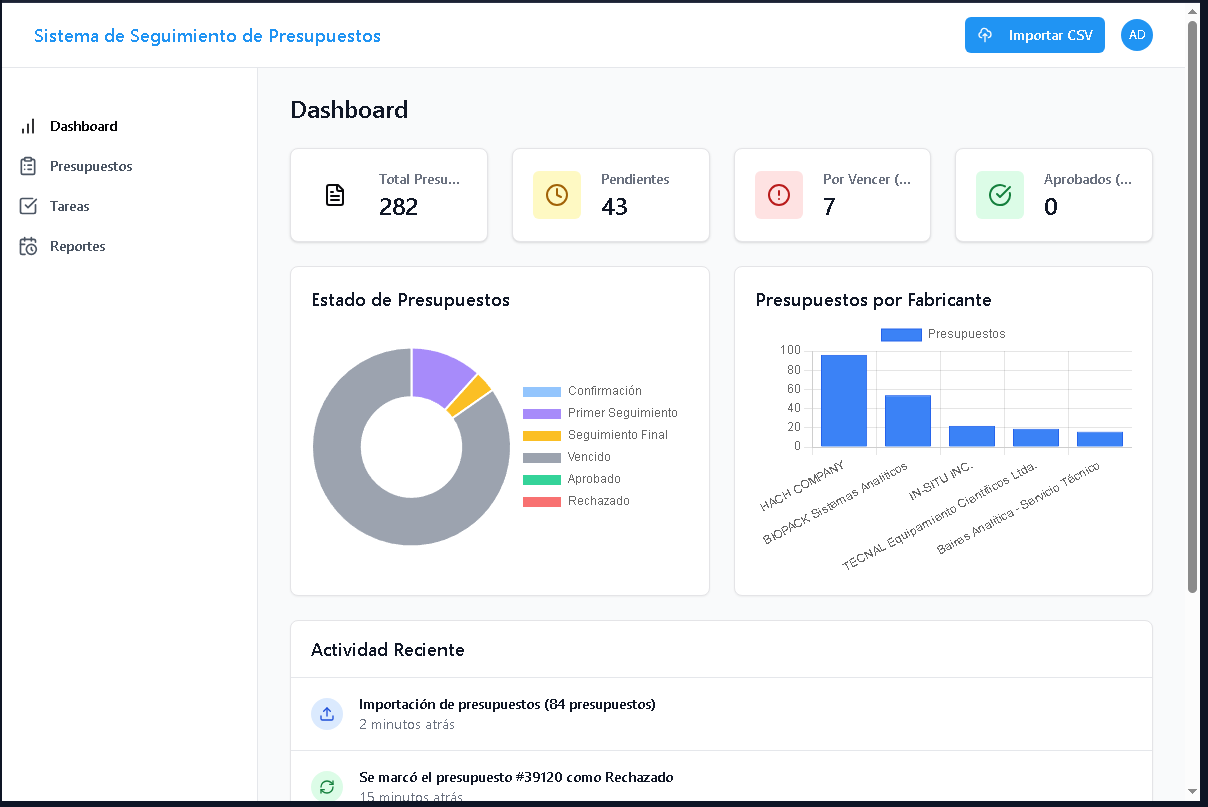 Sistema de Seguimiento de Presupuestos
Importar CSV
AD
Dashboard
Presupuestos
Tareas
Reportes
Dashboard
Total Presu...
282
Pendientes
43
Por Vencer (...
7
Aprobados (...
0
Estado de Presupuestos
Confirmación
Primer Seguimiento
Seguimiento Final
Vencido
Aprobado
Rechazado
Presupuestos por Fabricante
Presupuestos
100
80
60
40
20
0
HACH COMPANY
BIOPACK Sistemas Analíticos
IN-SITU INC.
TECNAL Equipamiento Científicos Ltda.
Baires Analitica - Servicio Técnico
Actividad Reciente
Importación de presupuestos (84 presupuestos)
2 minutos atrás
Se marcó el presupuesto #39120 como Rechazado
15 minutos atrás